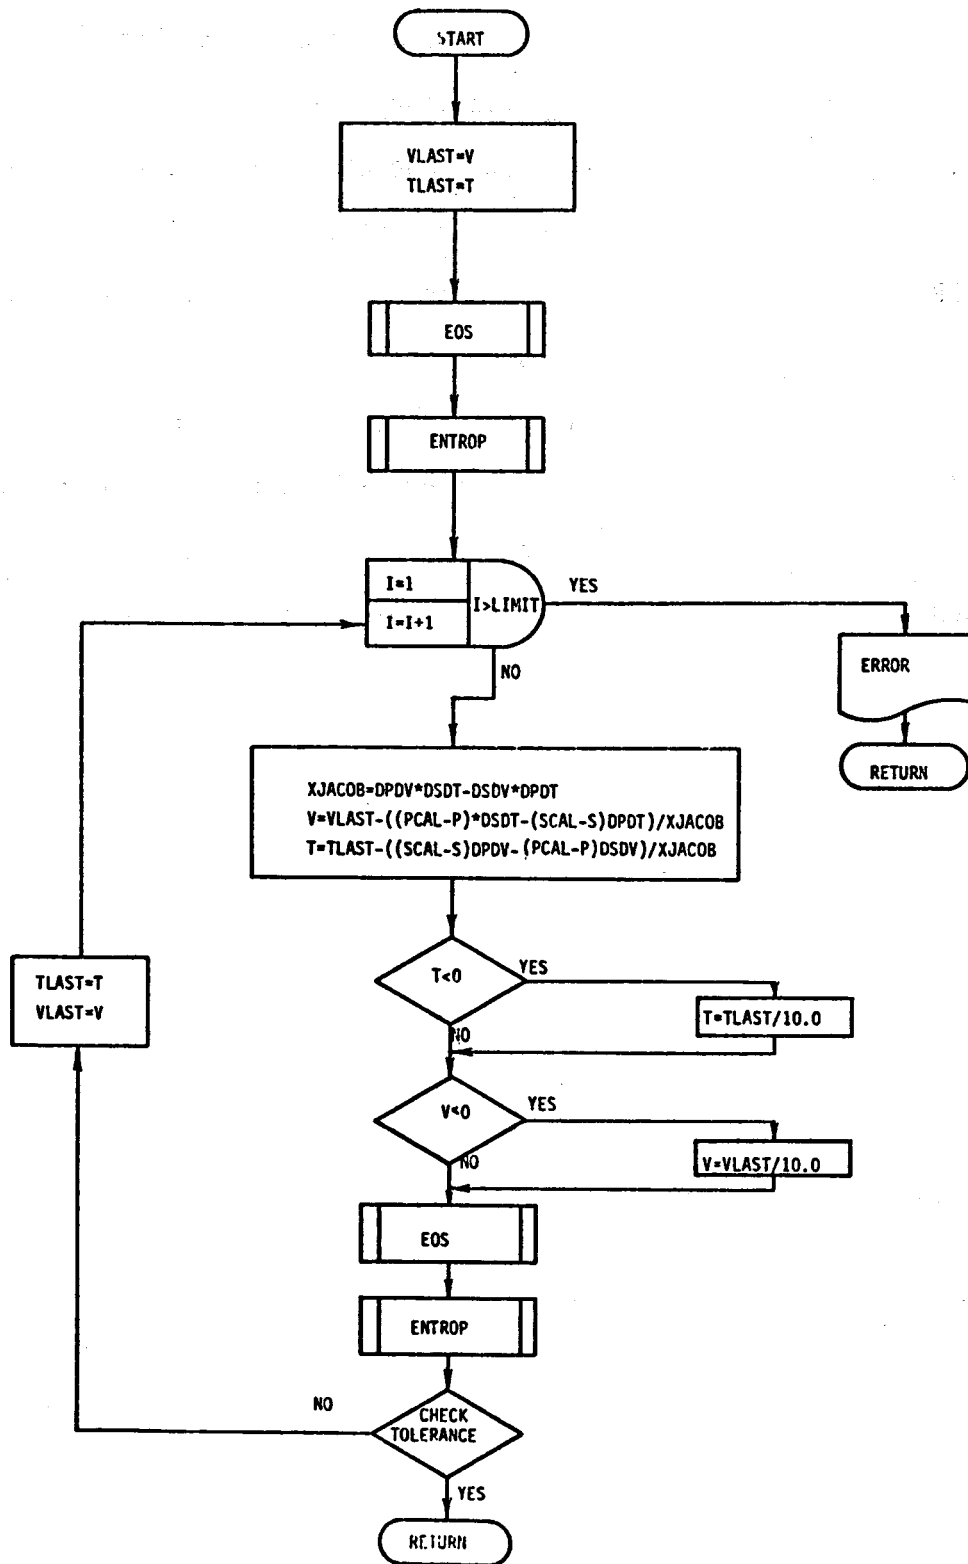 START
VLAST=V
TLAST=T
EOS
ENTROP
I=1
I=I+1
I>LIMIT
YES
NO
ERROR
RETURN
XJACOB=DPDV*DSDT-DSDV*DPDT
V=VLAST-((PCAL-P)*DSDT-(SCAL-S)DPDT)/XJACOB
T=TLAST-((SCAL-S)DPDV-(PCAL-P)DSDV)/XJACOB
T<0
YES
T=TLAST/10.0
NO
TLAST=T
VLAST=V
V<0
YES
V=VLAST/10.0
NO
EOS
ENTROP
NO
CHECK
TOLERANCE
YES
RETURN